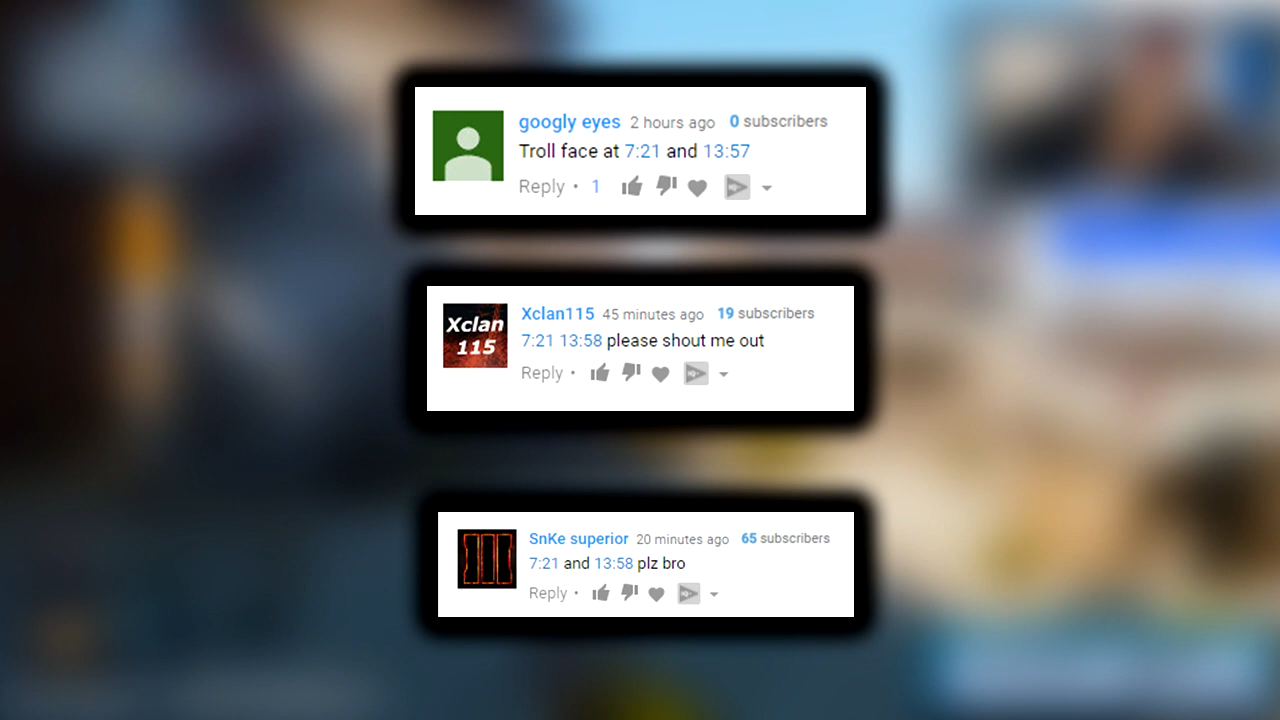 googly eyes 2 hours ago 0 subscribers
Troll face at 7:21 and 13:57
Reply • 1
Xclan
115
Xclan115 45 minutes ago 19 subscribers
7:21 13:58 please shout me out
Reply •
SnKe superior 20 minutes ago 65 subscribers
7:21 and 13:58 plz bro
Reply •